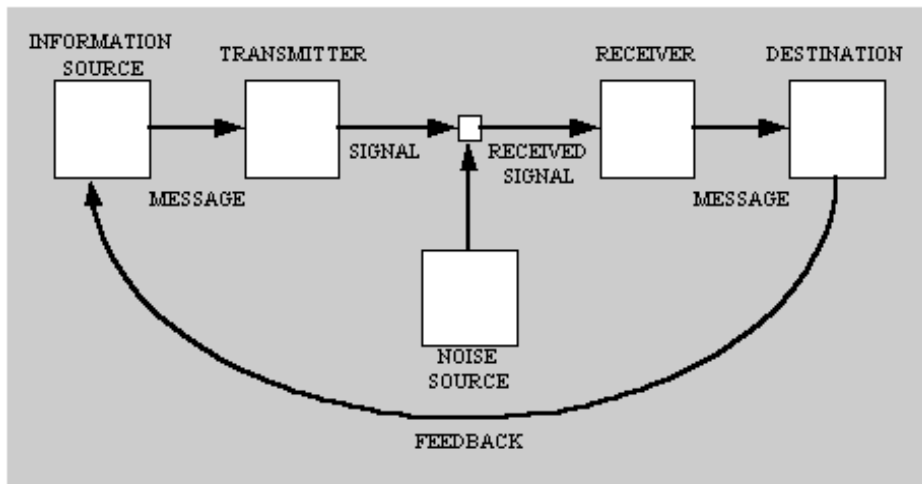 INFORMATION
SOURCE
TRANSMITTER
RECEIVER
DESTINATION
SIGNAL
RECEIVED
SIGNAL
MESSAGE
MESSAGE
NOISE
SOURCE
FEEDBACK